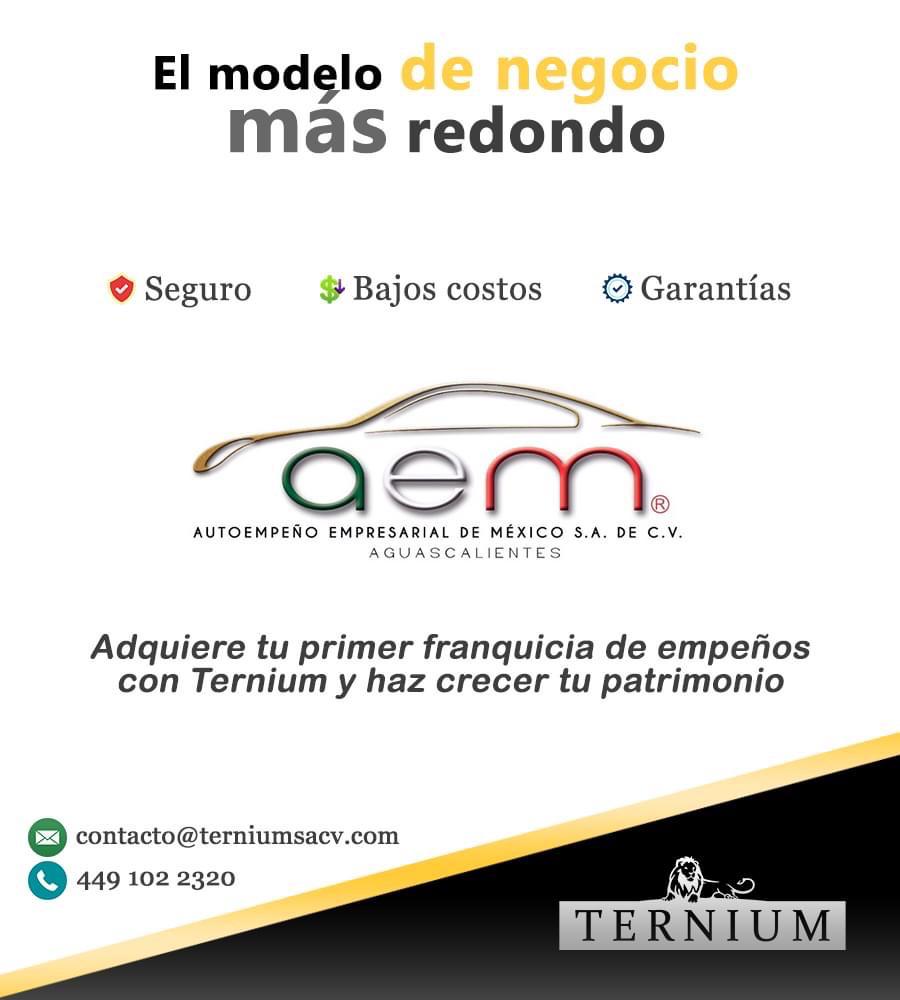 El modelo de negocio
más redondo
Seguro
Bajos costos
Garantías
aem®
AUTOEMPEÑO EMPRESARIAL DE MÉXICO S.A. DE C.V.
AGUASCALIENTES
Adquiere tu primer franquicia de empeños
con Ternium y haz crecer tu patrimonio
contacto@terniumsacv.com
449 102 2320
TERNIUM